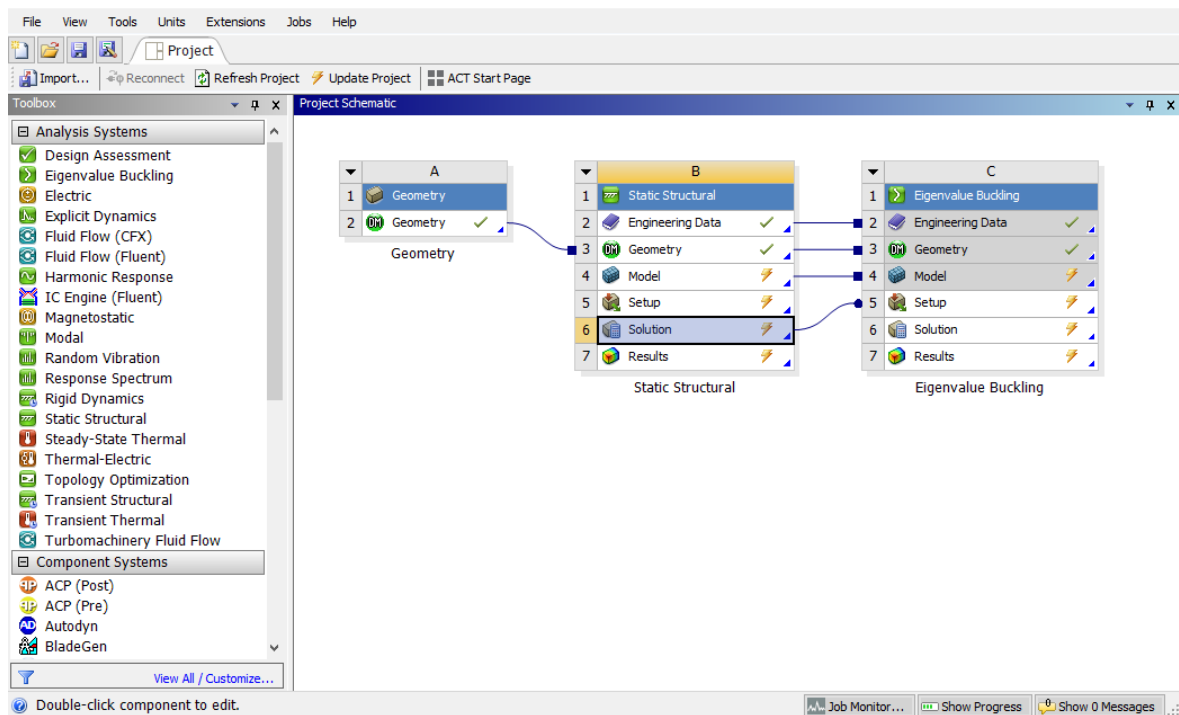 File View Tools Units Extensions Jobs Help
Project
Import... Reconnect Refresh Project Update Project ACT Start Page
Toolbox
Analysis Systems
Design Assessment
Eigenvalue Buckling
Electric
Explicit Dynamics
Fluid Flow (CFX)
Fluid Flow (Fluent)
Harmonic Response
IC Engine (Fluent)
Magnetostatic
Modal
Random Vibration
Response Spectrum
Rigid Dynamics
Static Structural
Steady-State Thermal
Thermal-Electric
Topology Optimization
Transient Structural
Transient Thermal
Turbomachinery Fluid Flow
Component Systems
ACP (Post)
ACP (Pre)
Autodyn
BladeGen
View All / Customize...
Project Schematic
A
1 Geometry
2 Geometry
Geometry
B
1 Static Structural
2 Engineering Data
3 Geometry
4 Model
5 Setup
6 Solution
7 Results
Static Structural
C
1 Eigenvalue Buckling
2 Engineering Data
3 Geometry
4 Model
5 Setup
6 Solution
7 Results
Eigenvalue Buckling
Double-click component to edit.
Job Monitor... Show Progress Show 0 Messages